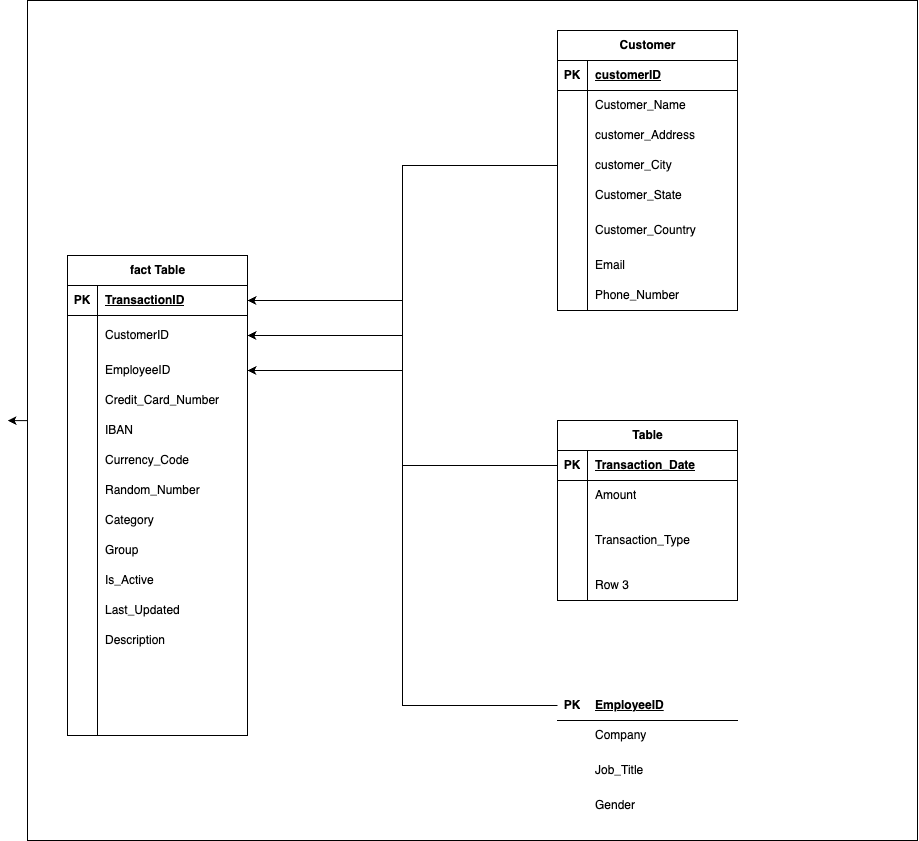 Customer
PK customerID
Customer_Name
customer_Address
customer_City
Customer_State
Customer_Country
Email
Phone_Number
fact Table
PK TransactionID
CustomerID
EmployeeID
Credit_Card_Number
IBAN
Currency_Code
Random_Number
Category
Group
Is_Active
Last_Updated
Description
Table
PK Transaction_Date
Amount
Transaction_Type
Row 3
PK EmployeeID
Company
Job_Title
Gender